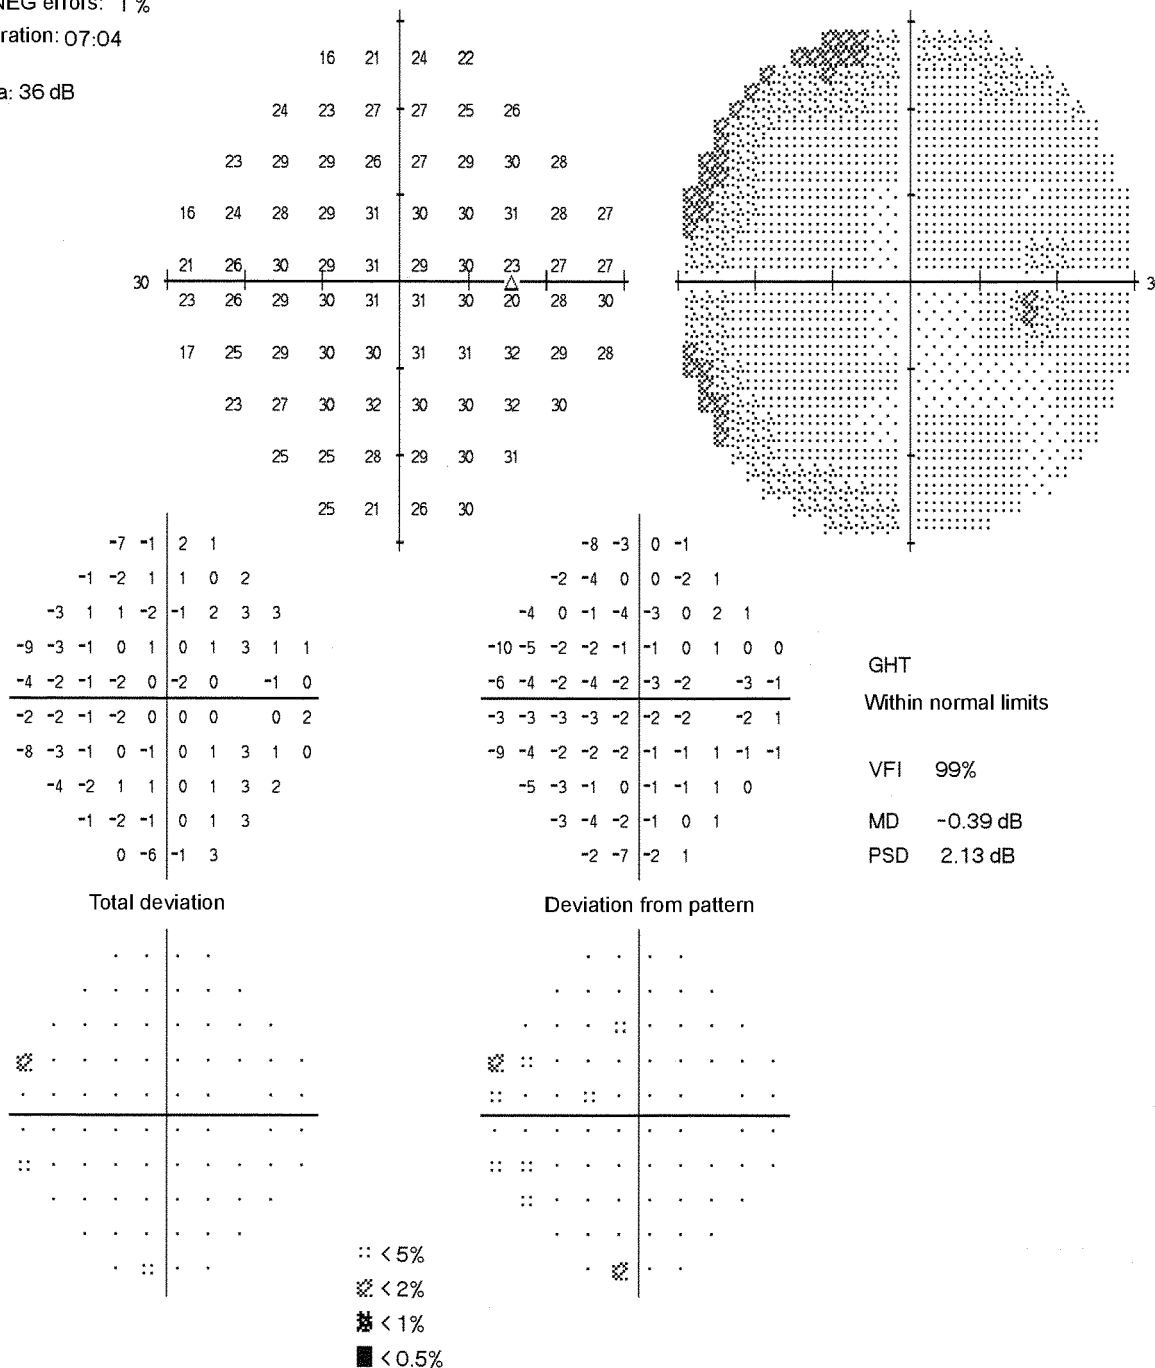 NEG errors: 1 %
ration: 07:04
a: 36 dB
16 21 24 22
24 23 27 27 25 26
23 29 29 26 27 29 30 28
16 24 28 29 31 30 30 31 28 27
21 26 30 29 31 29 30 23 27 27
30
23 26 29 30 31 31 30 20 28 30
17 25 29 30 30 31 31 32 29 28
23 27 30 32 30 30 32 30
25 25 28 29 30 31
25 21 26 30
3
-7 -1 2 1
-1 -2 1 1 0 2
-3 1 1 -2 -1 2 3 3
-9 -3 -1 0 1 0 1 3 1 1
-4 -2 -1 -2 0 -2 0 -1 0
-2 -2 -1 -2 0 0 0 0 2
-8 -3 -1 0 -1 0 1 3 1 0
-4 -2 1 1 0 1 3 2
-1 -2 -1 0 1 3
0 -6 -1 3
Total deviation
-8 -3 0 -1
-2 -4 0 0 -2 1
-4 0 -1 -4 -3 0 2 1
-10 -5 -2 -2 -1 -1 0 1 0 0
-6 -4 -2 -4 -2 -3 -2 -3 -1
-3 -3 -3 -3 -2 -2 -2 -2 1
-9 -4 -2 -2 -2 -1 -1 1 -1 -1
-5 -3 -1 0 -1 -1 1 0
-3 -4 -2 -1 0 1
-2 -7 -2 1
Deviation from pattern
GHT
Within normal limits
VFI 99%
MD -0.39 dB
PSD 2.13 dB
< 5%
< 2%
< 1%
< 0.5%